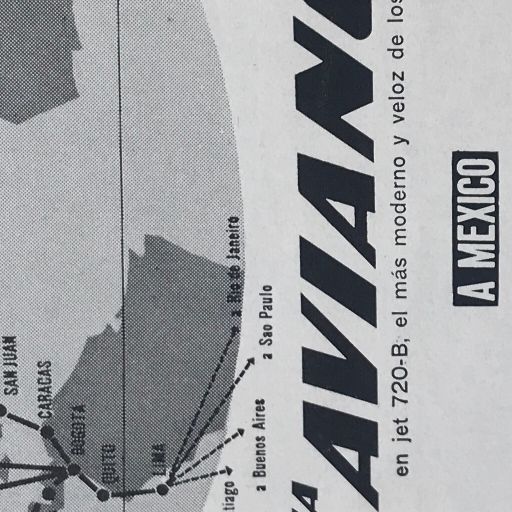 SAN JUAN
CARACAS
BOGOTA
QUITO
LIMA
a Rio de Janeiro
a Sao Paulo
a Buenos Aires
tiago
AVIAN
en jet 720-B, el más moderno y veloz de los
A MEXICO